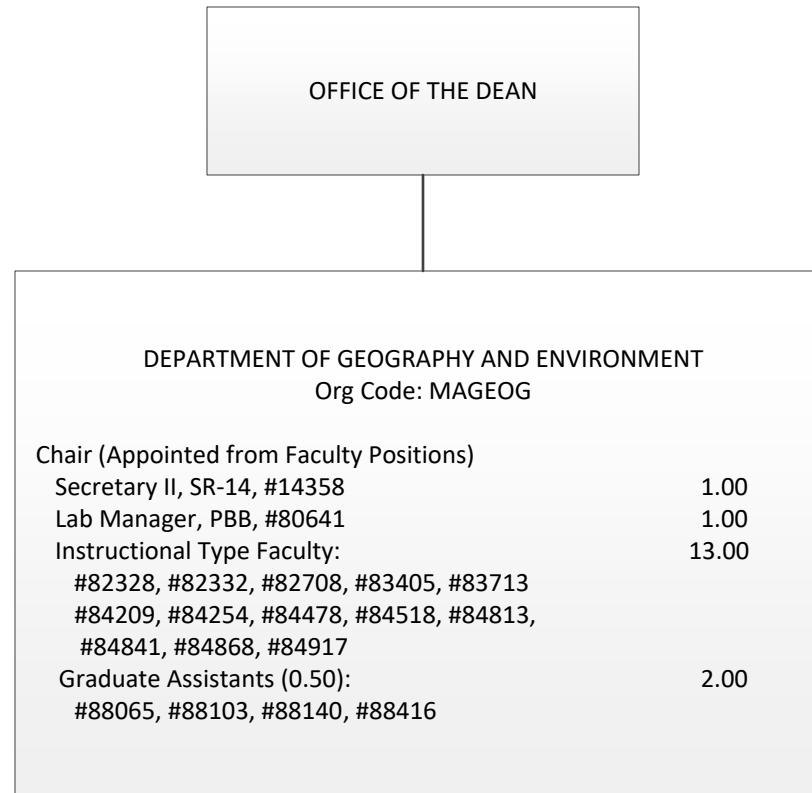 OFFICE OF THE DEAN
DEPARTMENT OF GEOGRAPHY AND ENVIRONMENT
Org Code: MAGEOG
Chair (Appointed from Faculty Positions)
Secretary II, SR-14, #14358 1.00
Lab Manager, PBB, #80641 1.00
Instructional Type Faculty: 13.00
#82328, #82332, #82708, #83405, #83713
#84209, #84254, #84478, #84518, #84813,
#84841, #84868, #84917
Graduate Assistants (0.50): 2.00
#88065, #88103, #88140, #88416